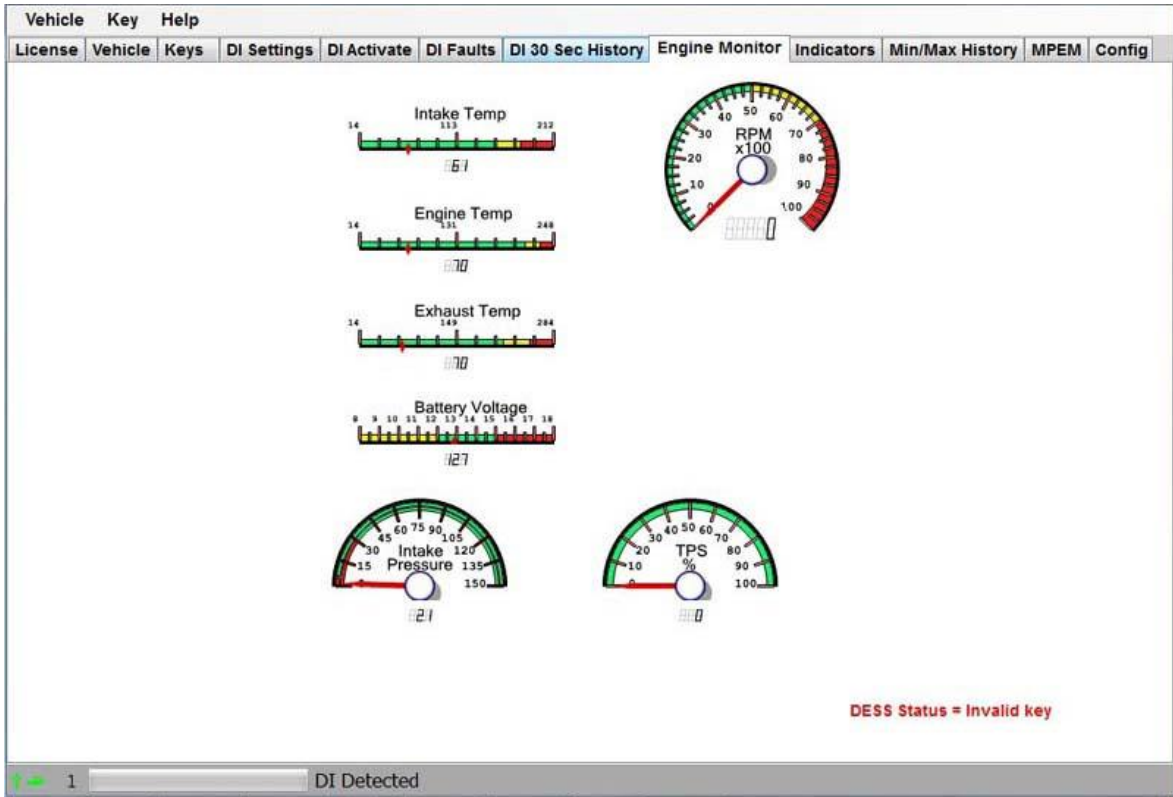 Vehicle Key Help
License Vehicle Keys DI Settings DI Activate DI Faults DI 30 Sec History Engine Monitor Indicators Min/Max History MPEM Config
Intake Temp
14 113 212
61
Engine Temp
14 131 248
70
Exhaust Temp
14 149 284
70
Battery Voltage
8 9 10 11 12 13 14 15 16 17 18
12.7
RPM
x100
0 10 20 30 40 50 60 70 80 90 100
0
Intake
Pressure
0 15 30 45 60 75 90 105 120 135 150
2.1
TPS
%
0 10 20 30 40 50 60 70 80 90 100
0
DESS Status = Invalid key
1 DI Detected